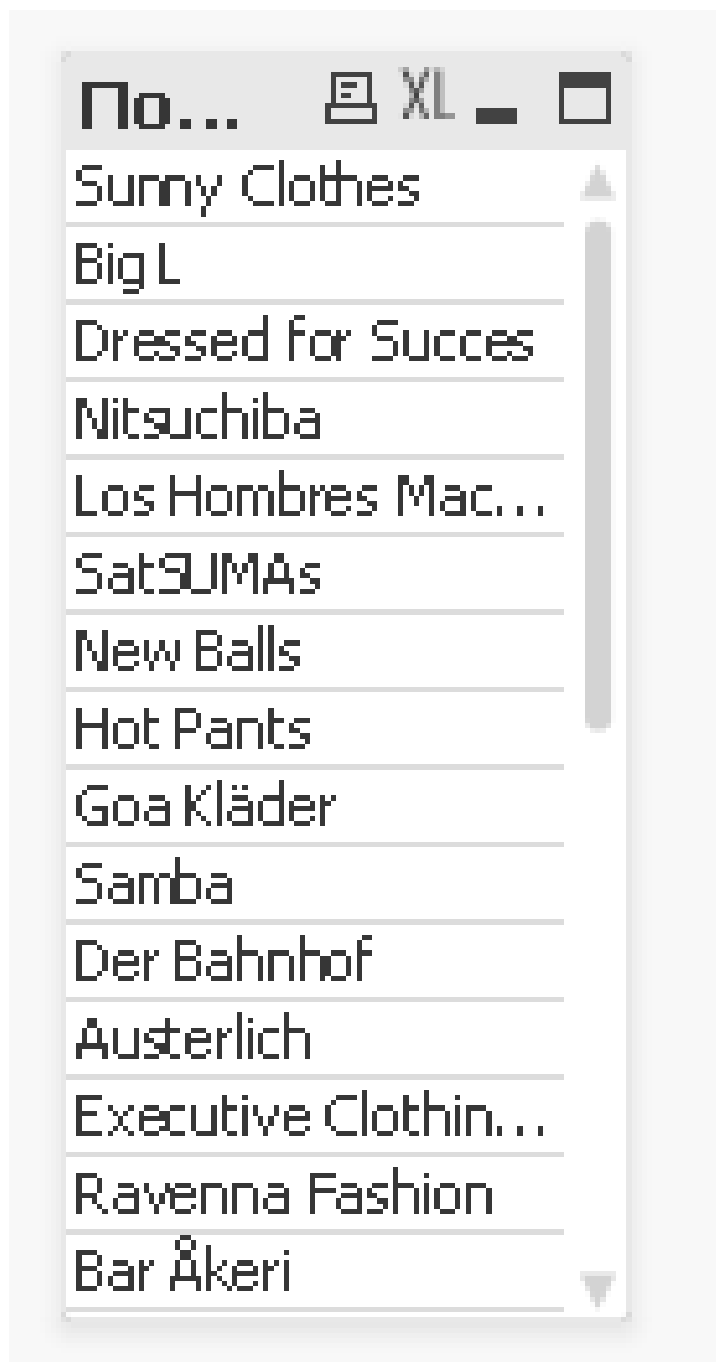 По...
XL
Sunny Clothes
Big L
Dressed for Succes
Nitsuchiba
Los Hombres Mac...
SatSUMAs
New Balls
Hot Pants
Goa Kläder
Samba
Der Bahnhof
Austerlich
Executive Clothin...
Ravenna Fashion
Bar Åkeri